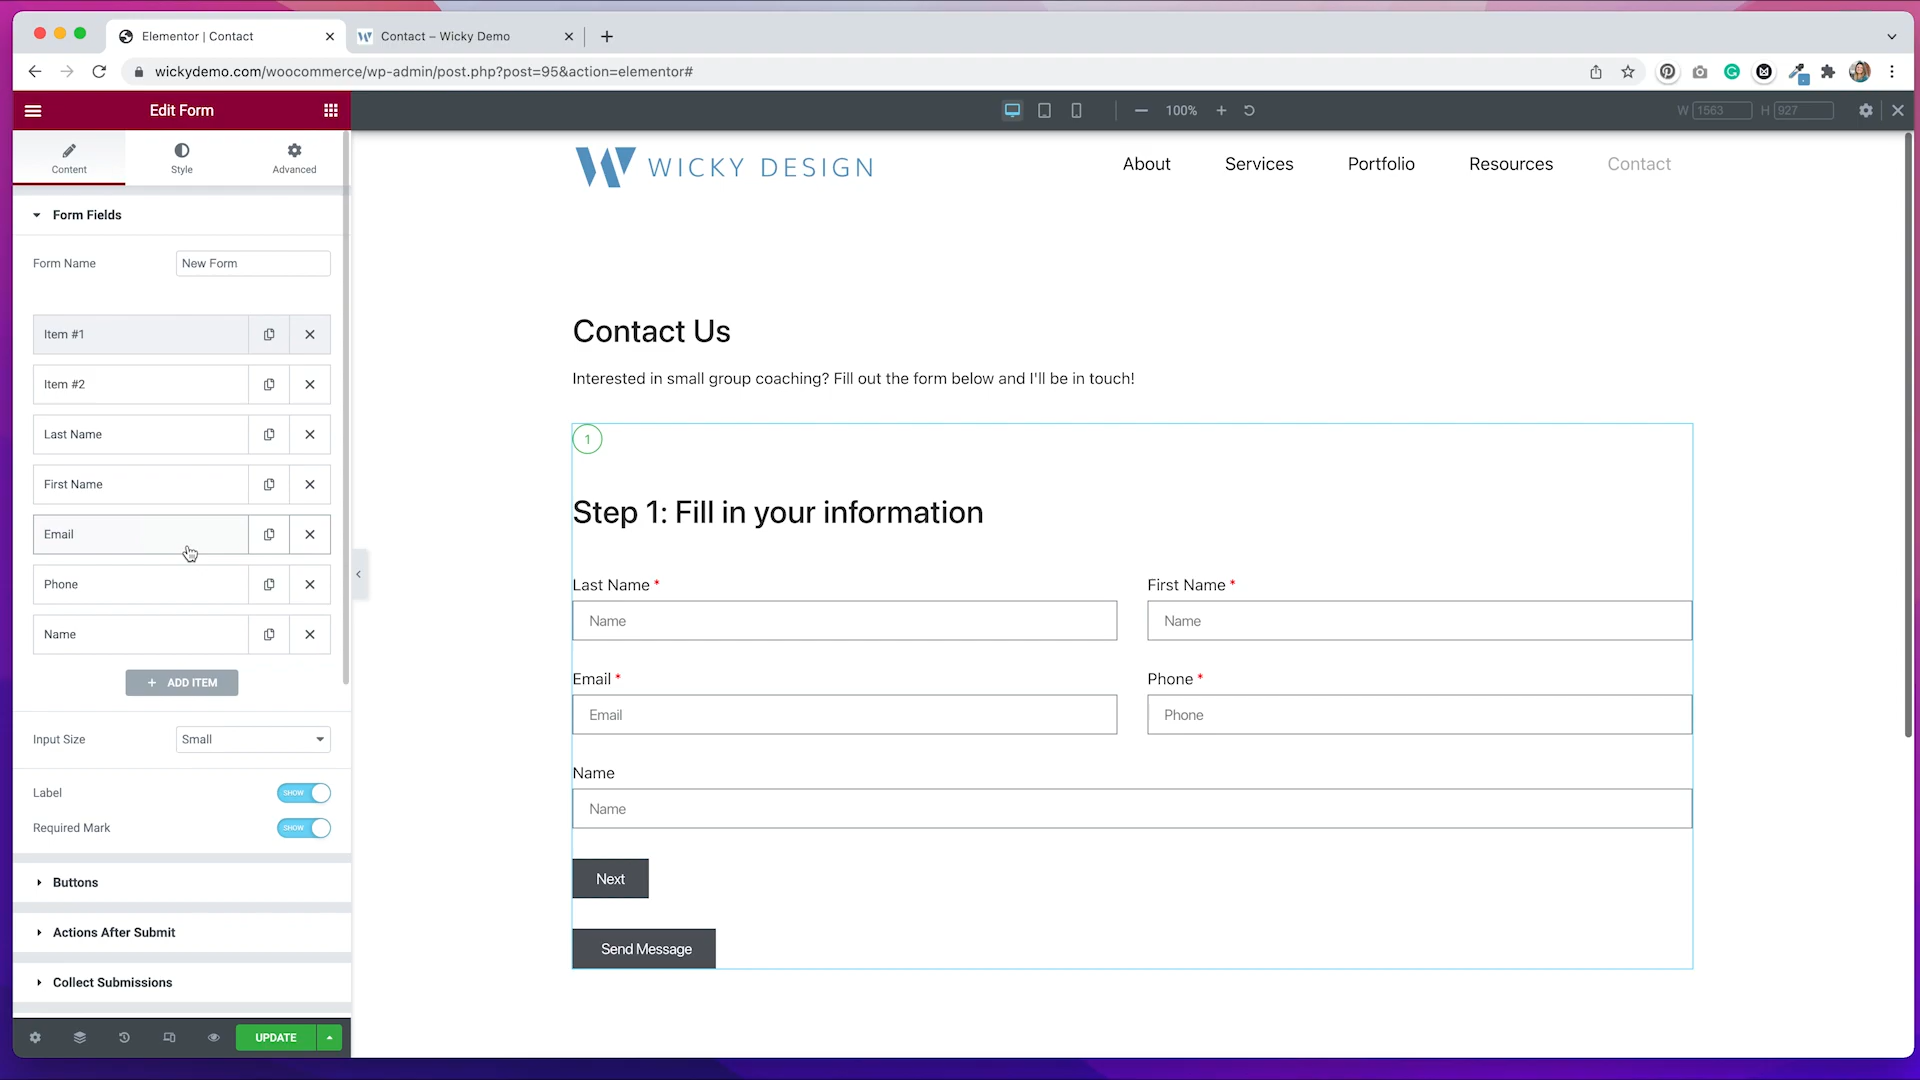 Elementor | Contact
Contact – Wicky Demo
wickydemo.com/woocommerce/wp-admin/post.php?post=95&action=elementor#
Edit Form
100%
W 1563 H 927
Content
Style
Advanced
WICKY DESIGN
About
Services
Portfolio
Resources
Contact
Form Fields
Form Name
New Form
Item #1
Item #2
Last Name
First Name
Email
Phone
Name
+ ADD ITEM
Input Size
Small
Label
SHOW
Required Mark
SHOW
Buttons
Actions After Submit
Collect Submissions
UPDATE
Contact Us
Interested in small group coaching? Fill out the form below and I'll be in touch!
1
Step 1: Fill in your information
Last Name *
First Name *
Name
Name
Email *
Phone *
Email
Phone
Name
Name
Next
Send Message